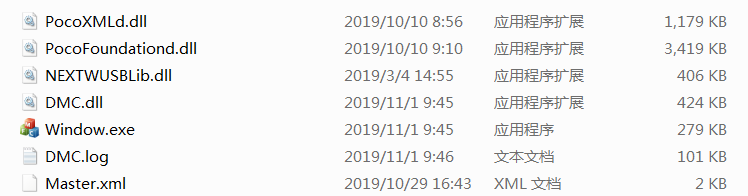 PocoXMLd.dll 2019/10/10 8:56 应用程序扩展 1,179 KB
PocoFoundationd.dll 2019/10/10 9:10 应用程序扩展 3,419 KB
NEXTWUSBLib.dll 2019/3/4 14:55 应用程序扩展 406 KB
DMC.dll 2019/11/1 9:45 应用程序扩展 424 KB
Window.exe 2019/11/1 9:45 应用程序 279 KB
DMC.log 2019/11/1 9:46 文本文档 101 KB
Master.xml 2019/10/29 16:43 XML 文档 2 KB